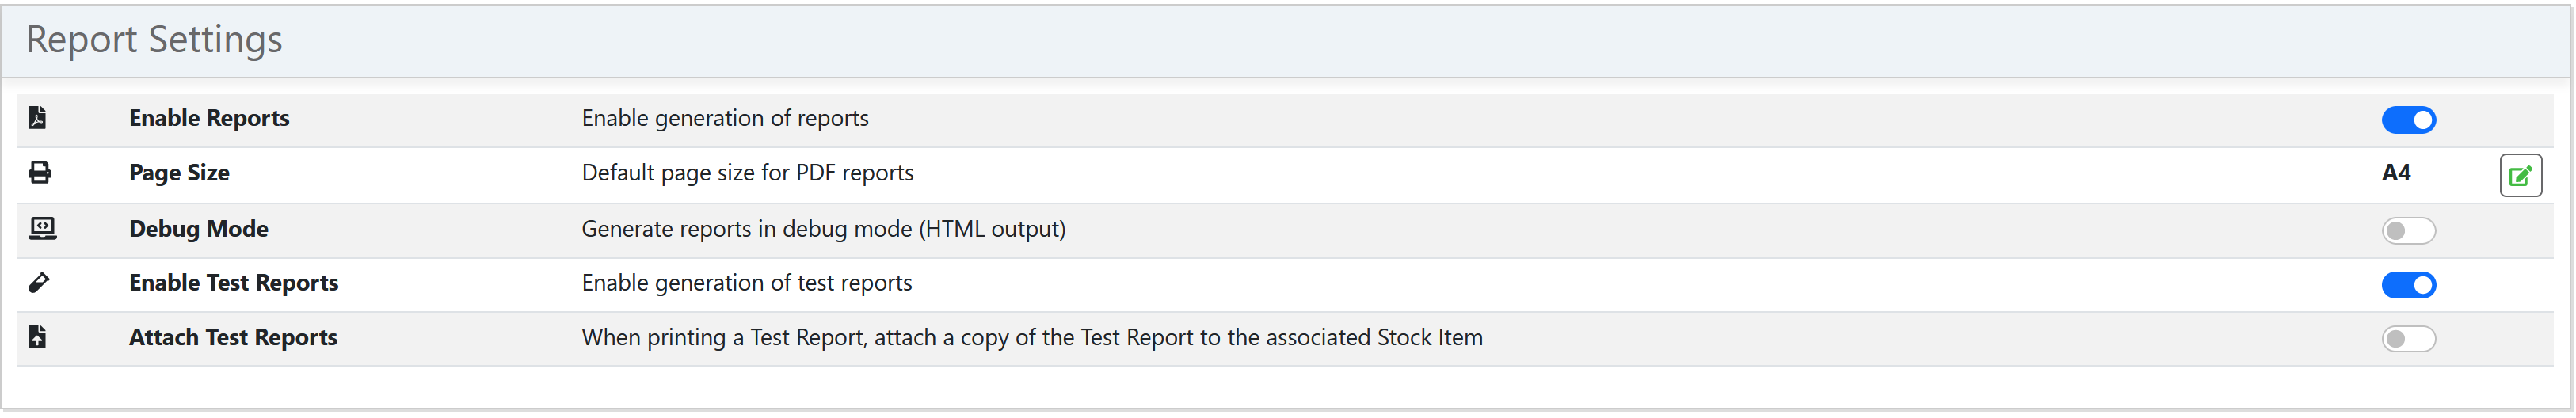 Report Settings
Enable Reports Enable generation of reports
Page Size Default page size for PDF reports A4
Debug Mode Generate reports in debug mode (HTML output)
Enable Test Reports Enable generation of test reports
Attach Test Reports When printing a Test Report, attach a copy of the Test Report to the associated Stock Item